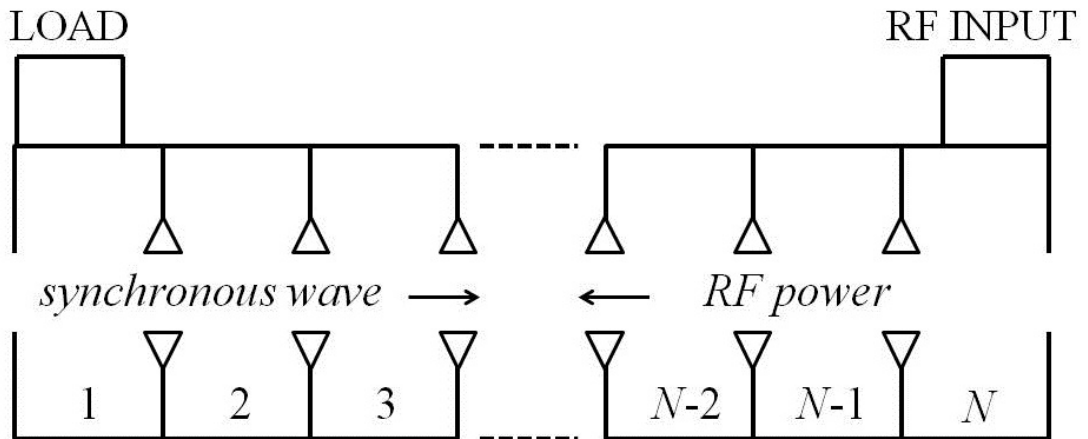 LOAD RF INPUT
synchronous wave RF power
1 2 3 N-2 N-1 N